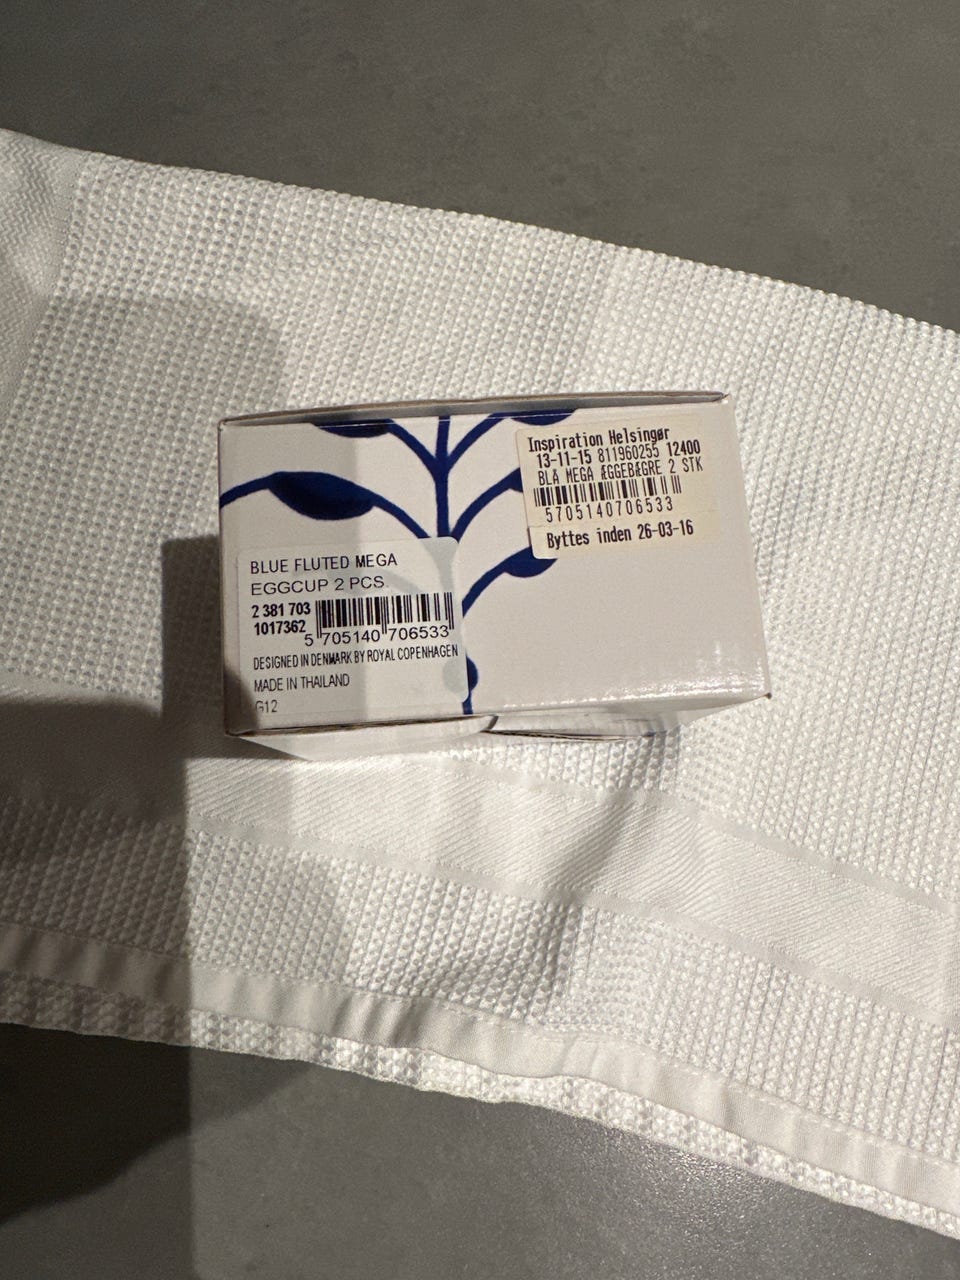 Inspiration Helsingør
13-11-15 811960255 12400
BLÅ MEGA ÆGGEBÆGRE 2 STK
5705140706533
Byttes inden 26-03-16
BLUE FLUTED MEGA
EGGCUP 2 PCS.
2 381 703
1017362
5 705140 706533
DESIGNED IN DENMARK BY ROYAL COPENHAGEN
MADE IN THAILAND
G12